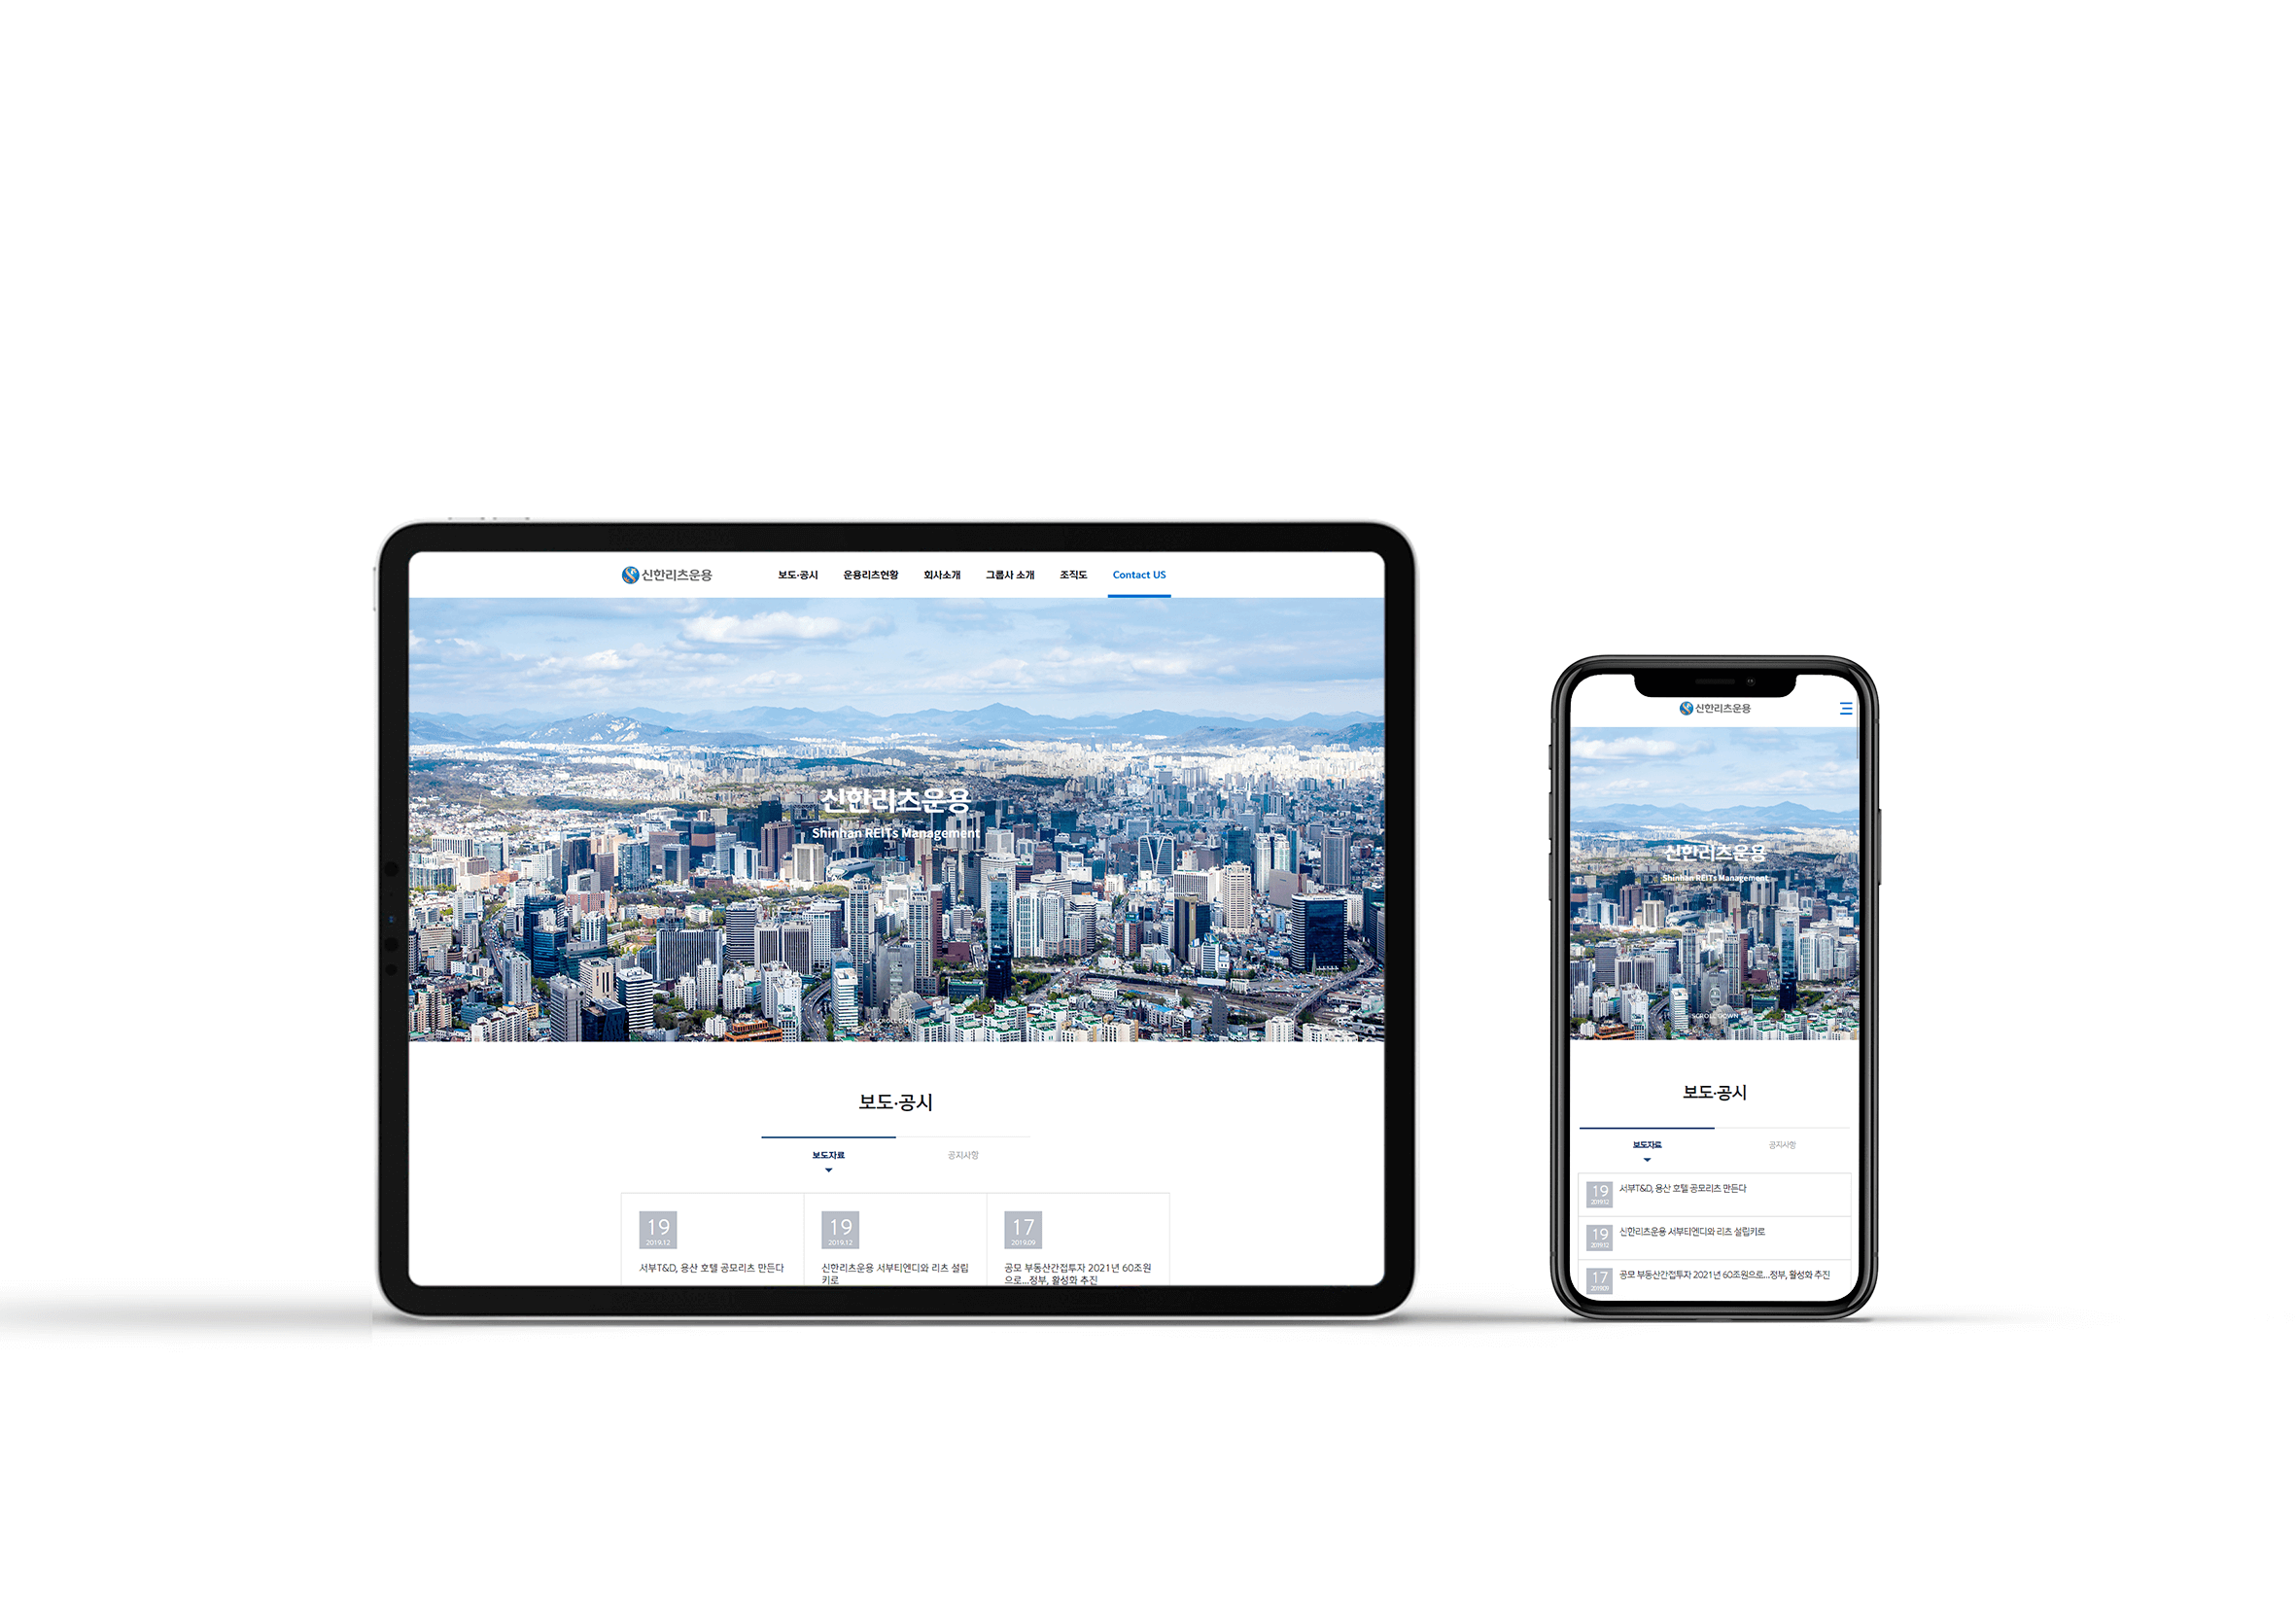 신한리츠운용
보도·공시 운용리츠현황 회사소개 그룹사 소개 조직도 Contact US
신한리츠운용
Shinhan REITs Management
SCROLL DOWN
보도·공시
보도자료 공지사항
19
2019.12
서부T&D, 용산 호텔 공모리츠 만든다
19
2019.12
신한리츠운용 서부티엔디와 리츠 설립
키로
17
2019.09
공모 부동산간접투자 2021년 60조원
으로...정부, 활성화 추진
신한리츠운용
신한리츠운용
Shinhan REITs Management
SCROLL DOWN
보도·공시
보도자료 공지사항
19
2019.12
서부T&D, 용산 호텔 공모리츠 만든다
19
2019.12
신한리츠운용 서부티엔디와 리츠 설립키로
17
2019.09
공모 부동산간접투자 2021년 60조원으로...정부, 활성화 추진